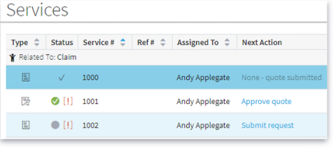 Services
Type Status Service # Ref # Assigned To Next Action
Related To: Claim
1000 Andy Applegate None - quote submitted
1001 Andy Applegate Approve quote
1002 Andy Applegate Submit request